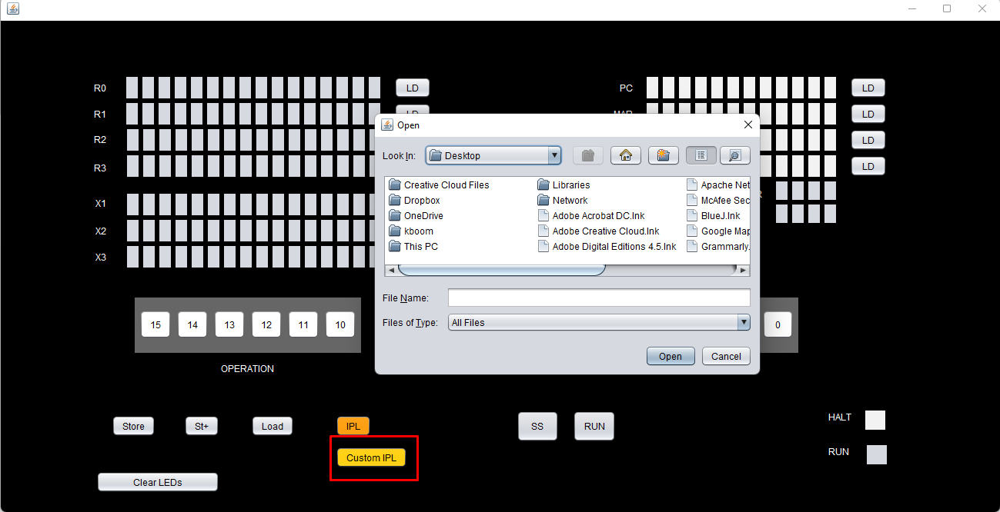 R0
LD
PC
LD
R1
LD
MAR
LD
R2
LD
R3
LD
X1
X2
X3
Open
Look In:
Desktop
Creative Cloud Files
Dropbox
OneDrive
kboom
This PC
Libraries
Network
Adobe Acrobat DC.lnk
Adobe Creative Cloud.lnk
Adobe Digital Editions 4.5.lnk
Apache Net
McAfee Sec
BlueJ.lnk
Google Map
Grammarly.
File Name:
Files of Type:
All Files
Open
Cancel
15
14
13
12
11
10
0
OPERATION
Store
St+
Load
IPL
SS
RUN
HALT
Custom IPL
RUN
Clear LEDs